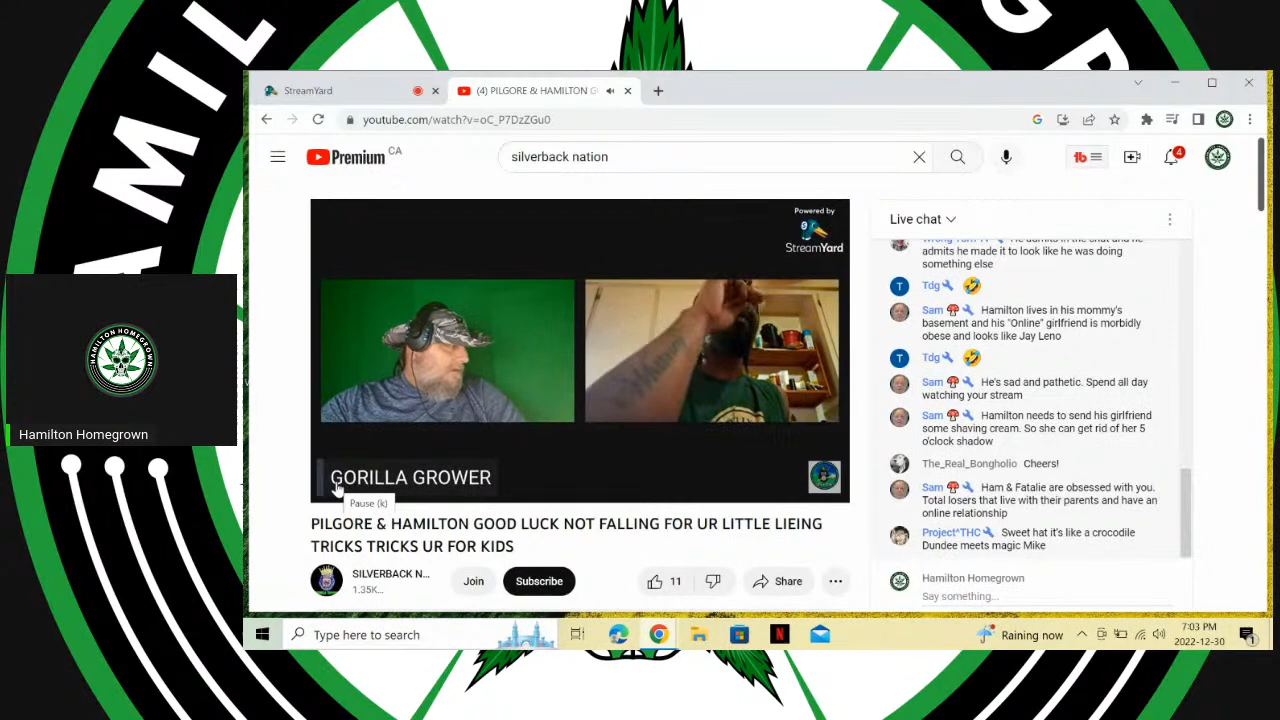 AMIL
GR
StreamYard
(4) PILGORE & HAMILTON G
youtube.com/watch?v=oC_P7DzZGu0
Premium CA
silverback nation
4
Powered by
StreamYard
GORILLA GROWER
Pause (k)
PILGORE & HAMILTON GOOD LUCK NOT FALLING FOR UR LITTLE LIEING
TRICKS TRICKS UR FOR KIDS
SILVERBACK N...
1.35K...
Join
Subscribe
11
Share
Live chat
admits he made it to look like he was doing
something else
T Tdg
Sam Hamilton lives in his mommy's
basement and his "Online" girlfriend is morbidly
obese and looks like Jay Leno
T Tdg
Sam He's sad and pathetic. Spend all day
watching your stream
Sam Hamilton needs to send his girlfriend
some shaving cream. So she can get rid of her 5
o'clock shadow
The_Real_Bongholio Cheers!
Sam Ham & Fatalie are obsessed with you.
Total losers that live with their parents and have an
online relationship
Project^THC Sweet hat it's like a crocodile
Dundee meets magic Mike
Hamilton Homegrown
Say something...
HAMILTON HOMEGROWN
Hamilton Homegrown
Type here to search
Raining now
7:03 PM
2022-12-30
1